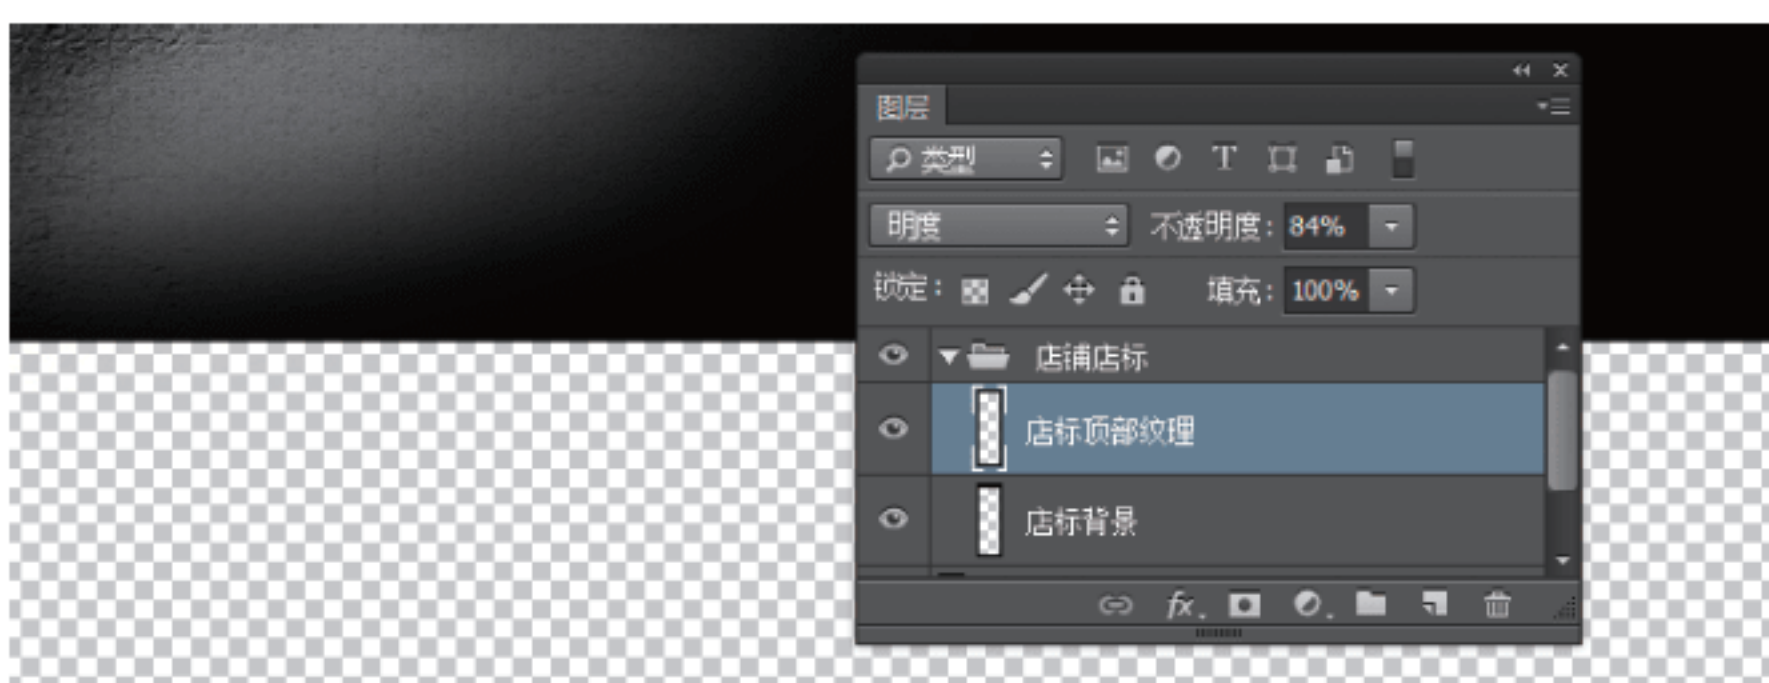 图层
类型 T
明度 不透明度: 84%
锁定: 填充: 100%
店铺店标
店标顶部纹理
店标背景
fx.